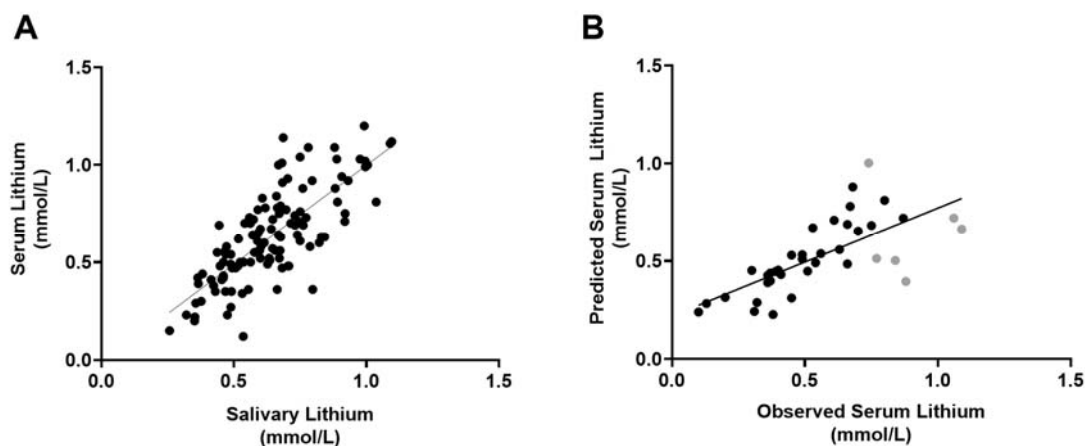 A
Serum Lithium
(mmol/L)
1.5
1.0
0.5
0.0
0.0 0.5 1.0 1.5
Salivary Lithium
(mmol/L)
B
Predicted Serum Lithium
(mmol/L)
1.5
1.0
0.5
0.0
0.0 0.5 1.0 1.5
Observed Serum Lithium
(mmol/L)